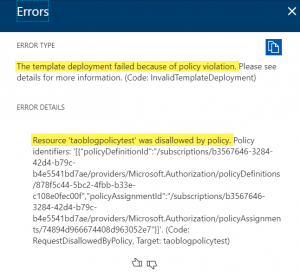 Errors
ERROR TYPE
The template deployment failed because of policy violation. Please see
details for more information. (Code: InvalidTemplateDeployment)
ERROR DETAILS
Resource 'taoblogpolicytest' was disallowed by policy. Policy
identifiers: '[{"policyDefinitionId":"/subscriptions/b3567646-3284-
42d4-b79c-
b4e5541bd7ae/providers/Microsoft.Authorization/policyDefinitions
/878f5c44-5bc2-4fbb-b33e-
c108e0fec00f","policyAssignmentId":"/subscriptions/b3567646-
3284-42d4-b79c-
b4e5541bd7ae/providers/Microsoft.Authorization/policyAssignmen
ts/74894d966674408d963052e7"}]'. (Code:
RequestDisallowedByPolicy, Target: taoblogpolicytest)